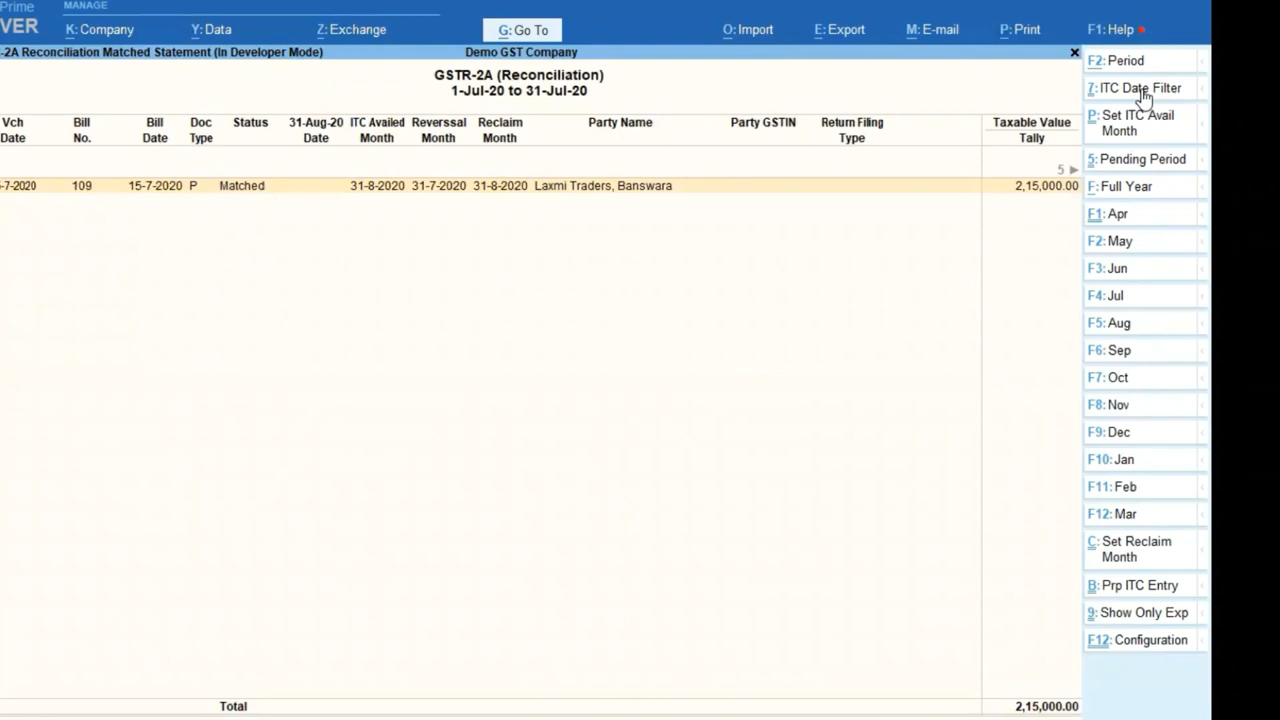 Prime
MANAGE
VER
K: Company
Y: Data
Z: Exchange
G: Go To
O: Import
E: Export
M: E-mail
P: Print
F1: Help
-2A Reconciliation Matched Statement (In Developer Mode)
Demo GST Company
GSTR-2A (Reconciliation)
1-Jul-20 to 31-Jul-20
Vch Date
Bill No.
Bill Date
Doc Type
Status
31-Aug-20 Date
ITC Availed Month
Reverssal Month
Reclaim Month
Party Name
Party GSTIN
Return Filing Type
Taxable Value
Tally
5
-7-2020 109 15-7-2020 P Matched 31-8-2020 31-7-2020 31-8-2020 Laxmi Traders, Banswara 2,15,000.00
Total 2,15,000.00
F2: Period
7: ITC Date Filter
P: Set ITC Avail
Month
5: Pending Period
F: Full Year
F1: Apr
F2: May
F3: Jun
F4: Jul
F5: Aug
F6: Sep
F7: Oct
F8: Nov
F9: Dec
F10: Jan
F11: Feb
F12: Mar
C: Set Reclaim
Month
B: Prp ITC Entry
9: Show Only Exp
F12: Configuration